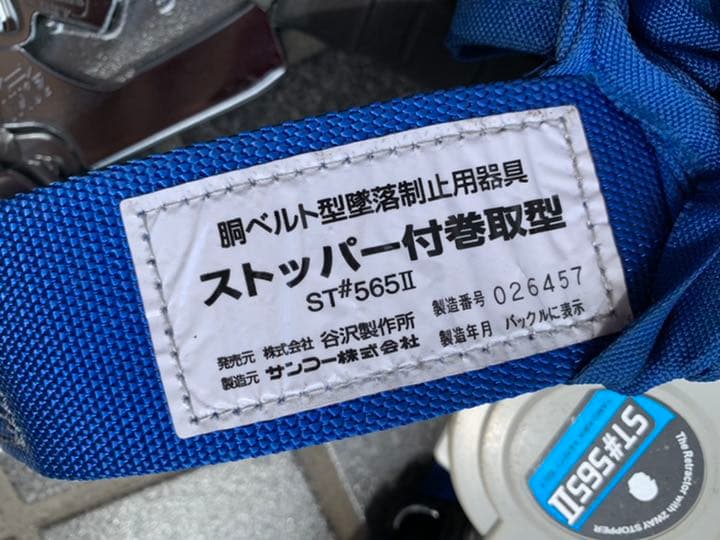 胴ベルト型墜落制止用器具
ストッパー付巻取型
ST#565Ⅱ
発売元 株式会社 谷沢製作所
製造元 サンコー株式会社
製造番号 026457
製造年月 バックルに表示
ST#565Ⅱ
The Retractor with 2WAY STOPPER